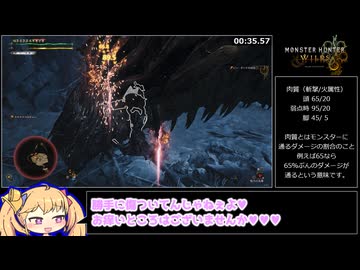 00:35.57
MONSTER HUNTER
WILDS
肉質（斬撃/火属性）
頭 65/20
弱点時 95/20
脚 45/ 5
肉質とはモンスターに
通るダメージの割合のこと
例えば65なら
65%ぶんのダメージが
通るという意味です。
勝手に傷ついてんじゃねぇよ♥
お痒いところはございませんか♥♥♥